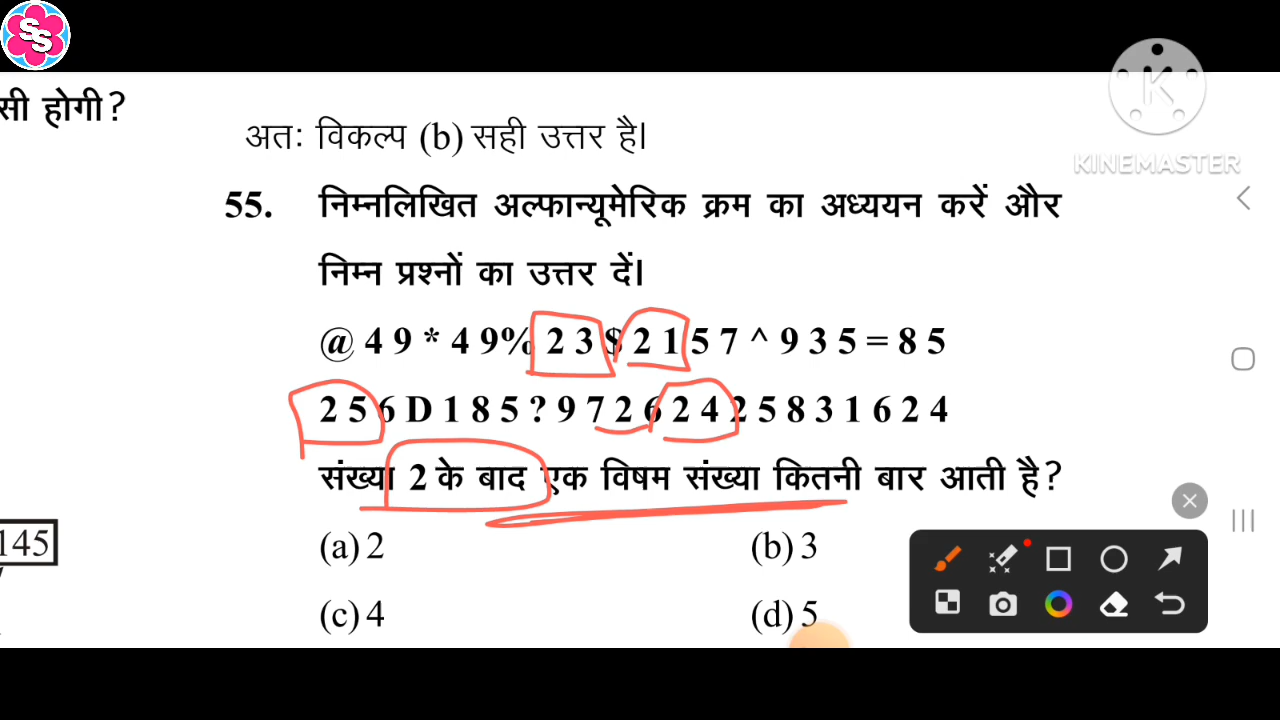 SS
सी होगी?
KINEMASTER
अतः विकल्प (b) सही उत्तर है।
55. निम्नलिखित अल्फान्यूमेरिक क्रम का अध्ययन करें और
निम्न प्रश्नों का उत्तर दें।
@ 4 9 * 4 9% 2 3 $ 2 1 5 7 ^ 9 3 5 = 8 5
2 5 6 D 1 8 5 ? 9 7 2 6 2 4 2 5 8 3 1 6 2 4
संख्या 2 के बाद एक विषम संख्या कितनी बार आती है?
(a) 2 (b) 3
145
(c) 4 (d) 5